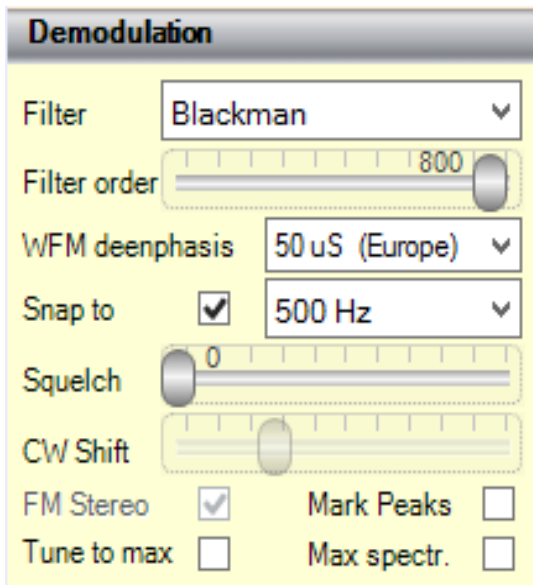 Demodulation
Filter Blackman
Filter order 800
WFM deenphasis 50 uS (Europe)
Snap to 500 Hz
Squelch 0
CW Shift
FM Stereo Mark Peaks
Tune to max Max spectr.